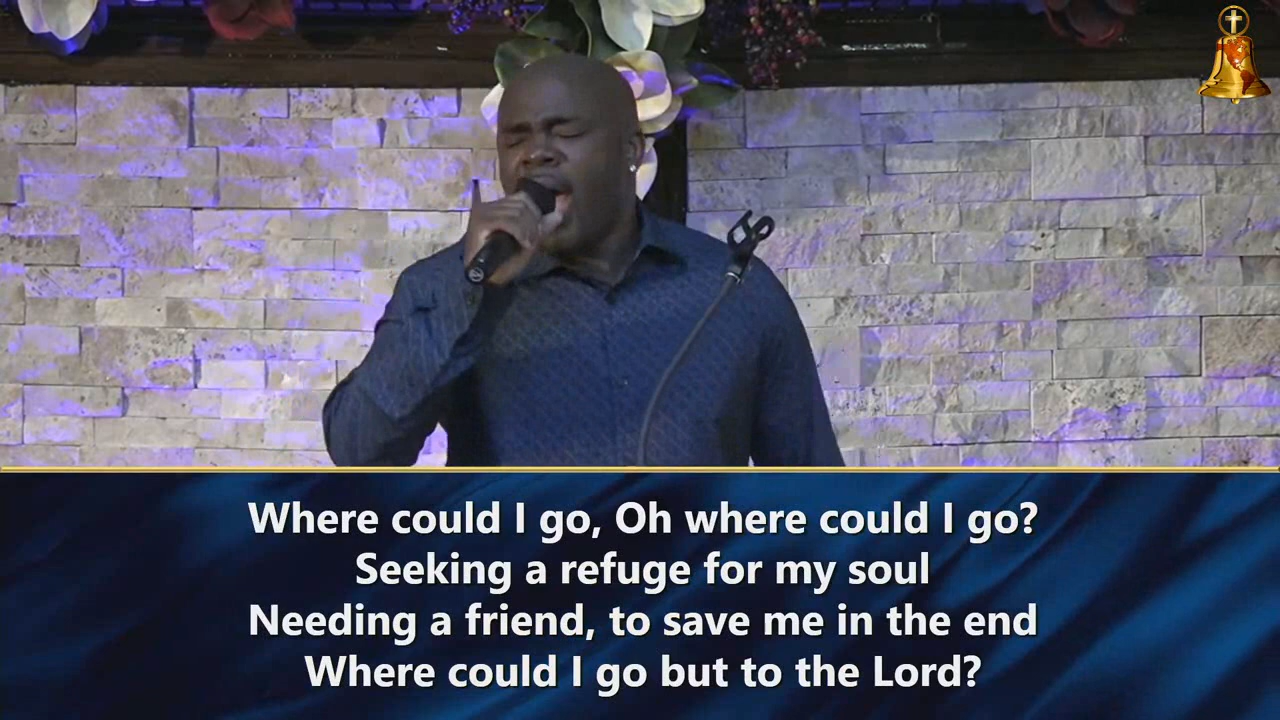 Where could I go, Oh where could I go?
Seeking a refuge for my soul
Needing a friend, to save me in the end
Where could I go but to the Lord?